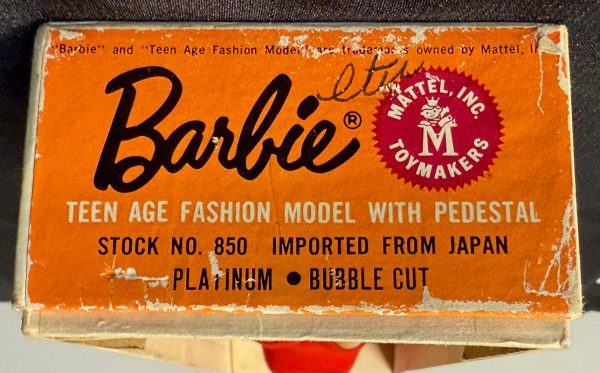 "Barbie" and "Teen Age Fashion Model" are trademarks owned by Mattel, In
Barbie®
MATTEL, INC.
M
TOYMAKERS
TEEN AGE FASHION MODEL WITH PEDESTAL
STOCK NO. 850 IMPORTED FROM JAPAN
PLATINUM • BUBBLE CUT